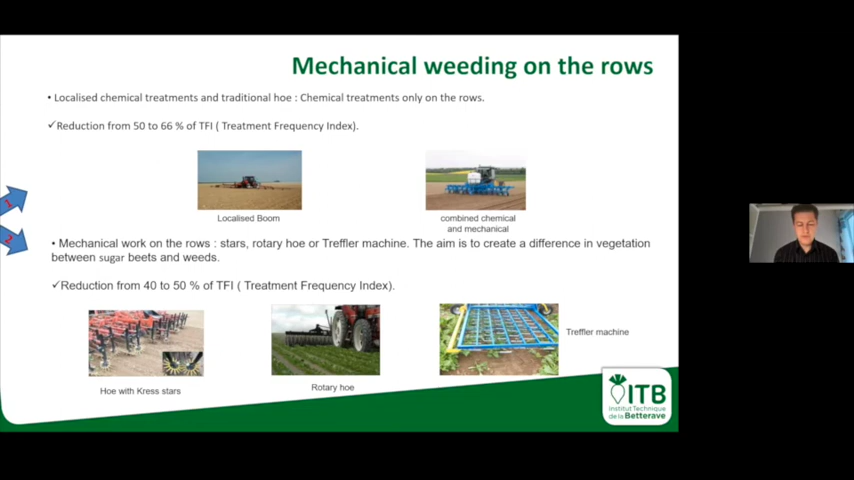 Mechanical weeding on the rows
• Localised chemical treatments and traditional hoe : Chemical treatments only on the rows.
✓Reduction from 50 to 66 % of TFI ( Treatment Frequency Index).
Localised Boom
combined chemical
and mechanical
1
2
• Mechanical work on the rows : stars, rotary hoe or Treffler machine. The aim is to create a difference in vegetation
between sugar beets and weeds.
✓Reduction from 40 to 50 % of TFI ( Treatment Frequency Index).
Treffler machine
Hoe with Kress stars
Rotary hoe
ITB
Institut Technique
de la Betterave